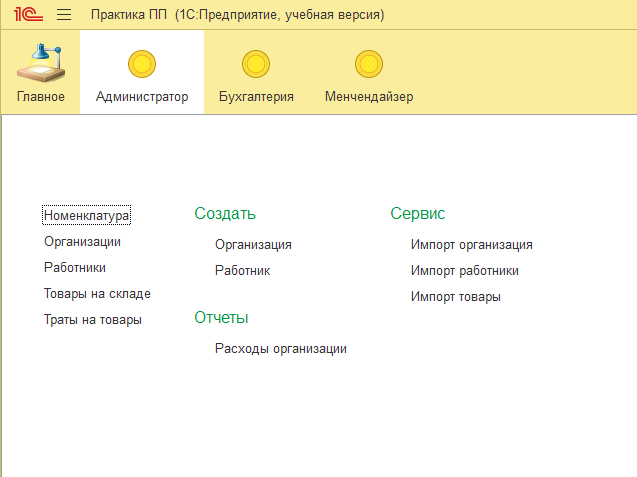 1С Практика ПП (1С:Предприятие, учебная версия)
Главное Администратор Бухгалтерия Менчендайзер
Номенклатура
Организации
Работники
Товары на складе
Траты на товары
Создать
Организация
Работник
Отчеты
Расходы организации
Сервис
Импорт организация
Импорт работники
Импорт товары